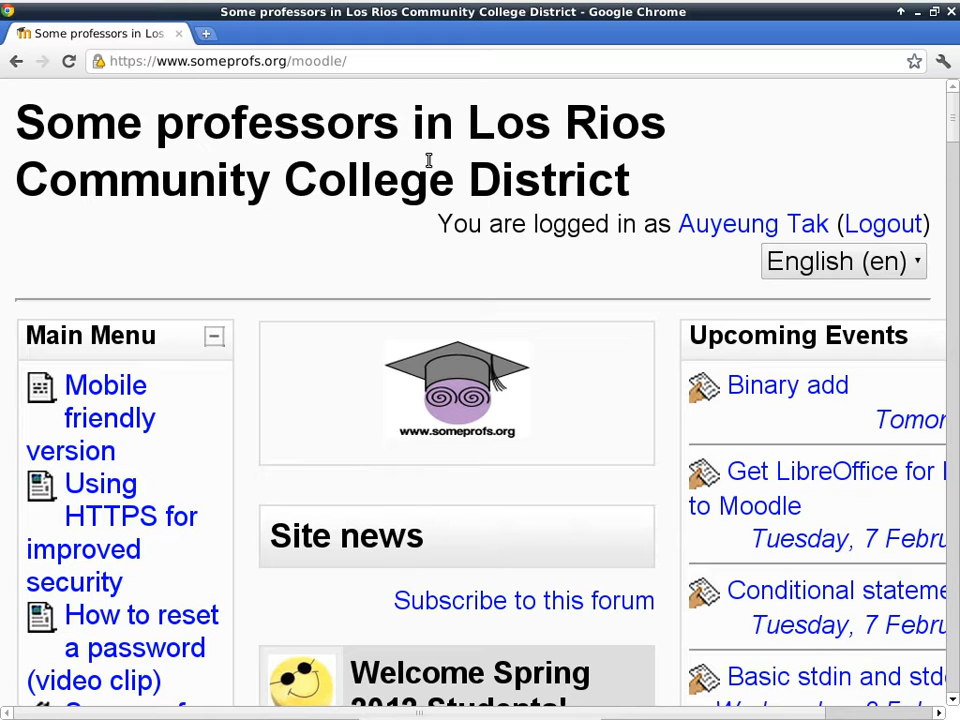 Some professors in Los Rios Community College District - Google Chrome
Some professors in Los
https://www.someprofs.org/moodle/
Some professors in Los Rios
Community College District
You are logged in as Auyeung Tak (Logout)
English (en)
Main Menu
Mobile
friendly
version
Using
HTTPS for
improved
security
How to reset
a password
(video clip)
www.someprofs.org
Site news
Subscribe to this forum
Welcome Spring
2012 Students!
Upcoming Events
Binary add
Tomor
Get LibreOffice for
to Moodle
Tuesday, 7 Febru
Conditional stateme
Tuesday, 7 Febru
Basic stdin and std